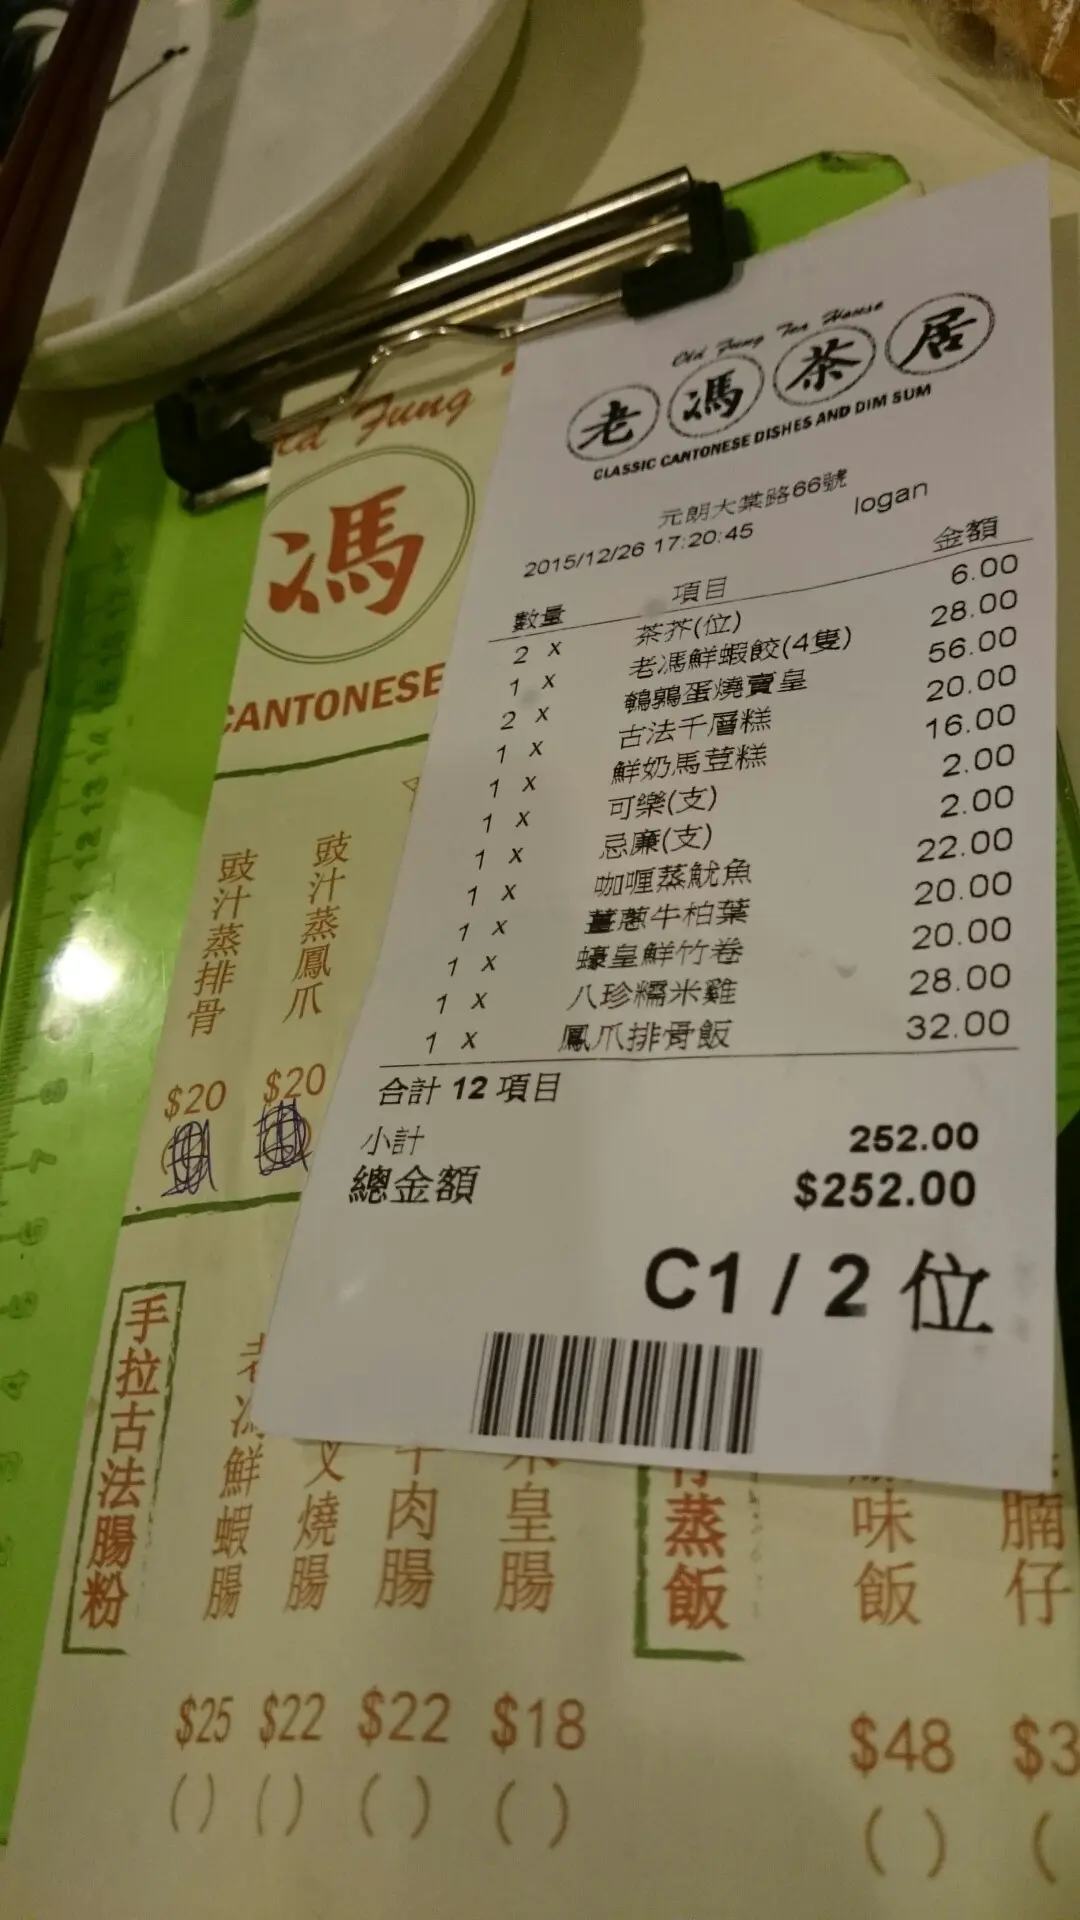 Old Fung Tea House
老馮茶居
CLASSIC CANTONESE DISHES AND DIM SUM
元朗大棠路66號
2015/12/26 17:20:45 logan
數量 項目 金額
2 x 茶芥(位) 6.00
1 x 老馮鮮蝦餃(4隻) 28.00
2 x 鵪鶉蛋燒賣皇 56.00
1 x 古法千層糕 20.00
1 x 鮮奶馬荳糕 16.00
1 x 可樂(支) 2.00
1 x 忌廉(支) 2.00
1 x 咖喱蒸魷魚 22.00
1 x 薑蔥牛柏葉 20.00
1 x 蠔皇鮮竹卷 20.00
1 x 八珍糯米雞 28.00
1 x 鳳爪排骨飯 32.00
合計 12 項目
小計 252.00
總金額 $252.00
C1 / 2 位
Fung
馮
CANTONESE
豉汁蒸排骨
豉汁蒸鳳爪
$20 $20
手拉古法腸粉
老馮鮮蝦腸
叉燒腸
牛肉腸
皇腸
蒸飯
味飯
腩仔
$25 $22 $22 $18 $48
( ) ( ) ( ) ( ) ( )
12 13 14